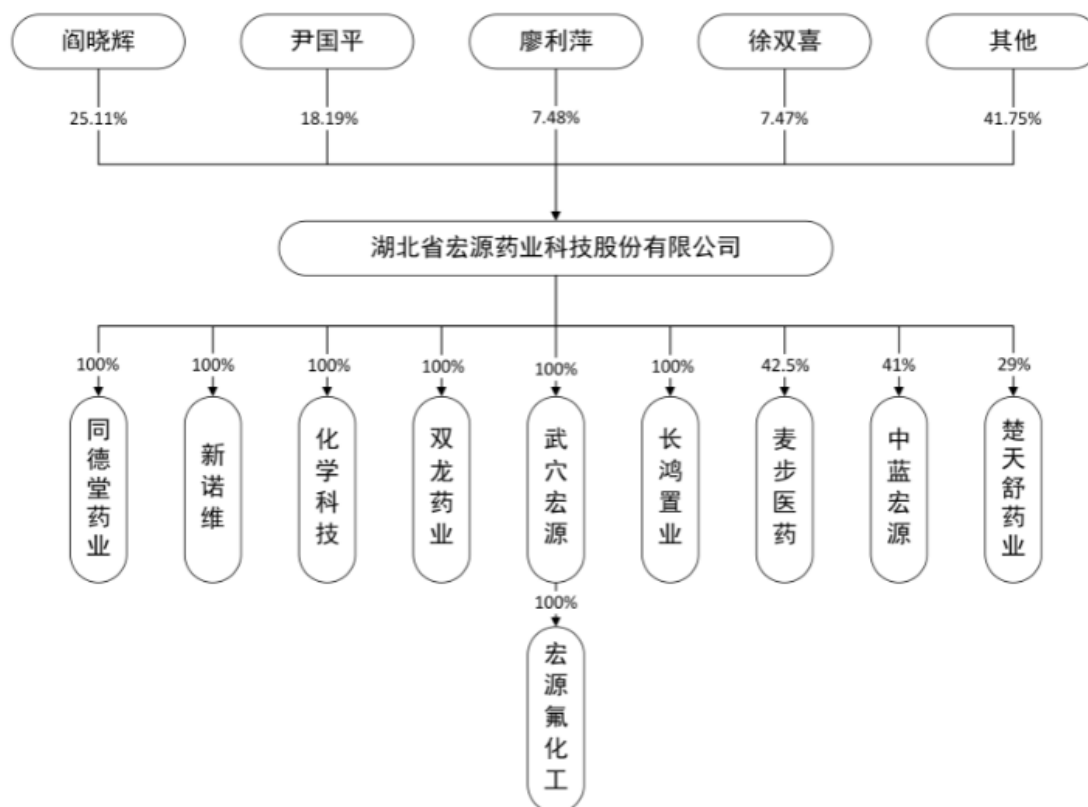 阎晓辉
尹国平
廖利萍
徐双喜
其他
25.11%
18.19%
7.48%
7.47%
41.75%
湖北省宏源药业科技股份有限公司
100%
100%
100%
100%
100%
100%
42.5%
41%
29%
同德堂药业
新诺维
化学科技
双龙药业
武穴宏源
长鸿置业
麦步医药
中蓝宏源
楚天舒药业
100%
宏源氟化工